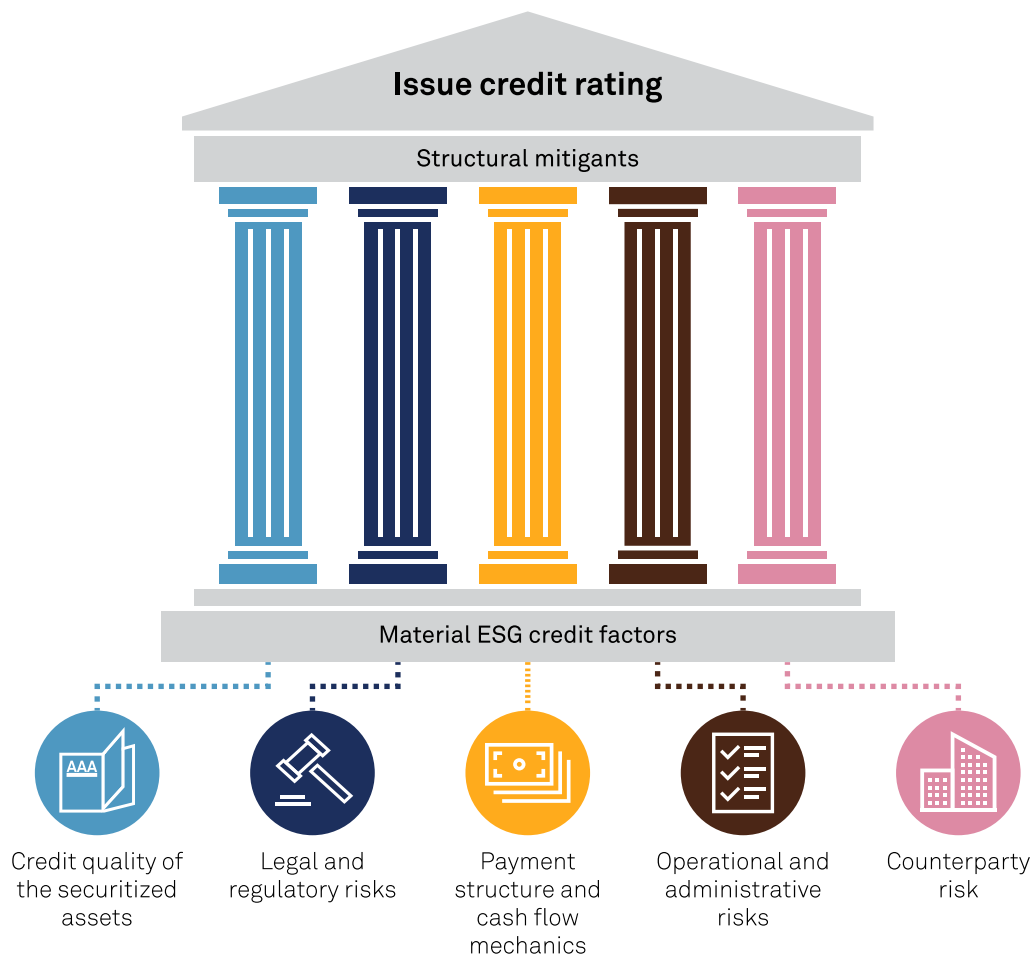 Issue credit rating
Structural mitigants
Material ESG credit factors
AAA
Credit quality of
the securitized
assets
Legal and
regulatory risks
Payment
structure and
cash flow
mechanics
Operational and
administrative
risks
Counterparty
risk